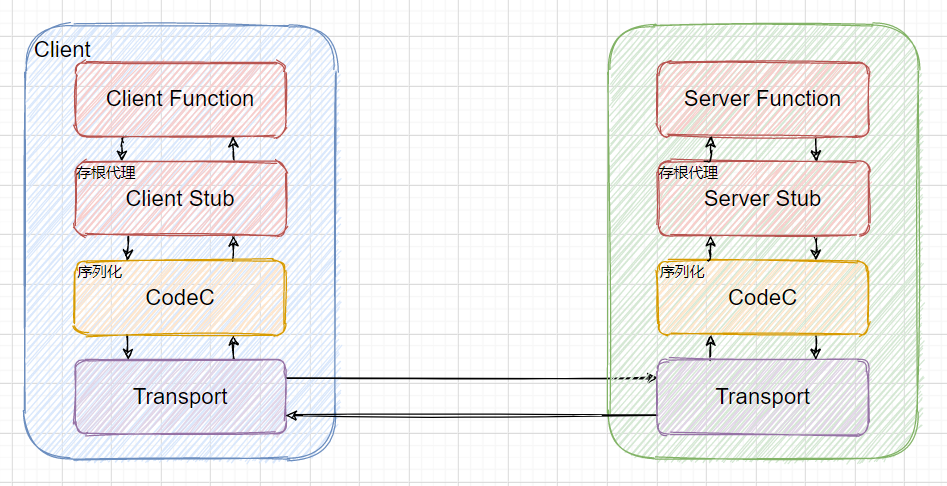 Client
Client Function
存根代理
Client Stub
序列化
CodeC
Transport
Server Function
存根代理
Server Stub
序列化
CodeC
Transport